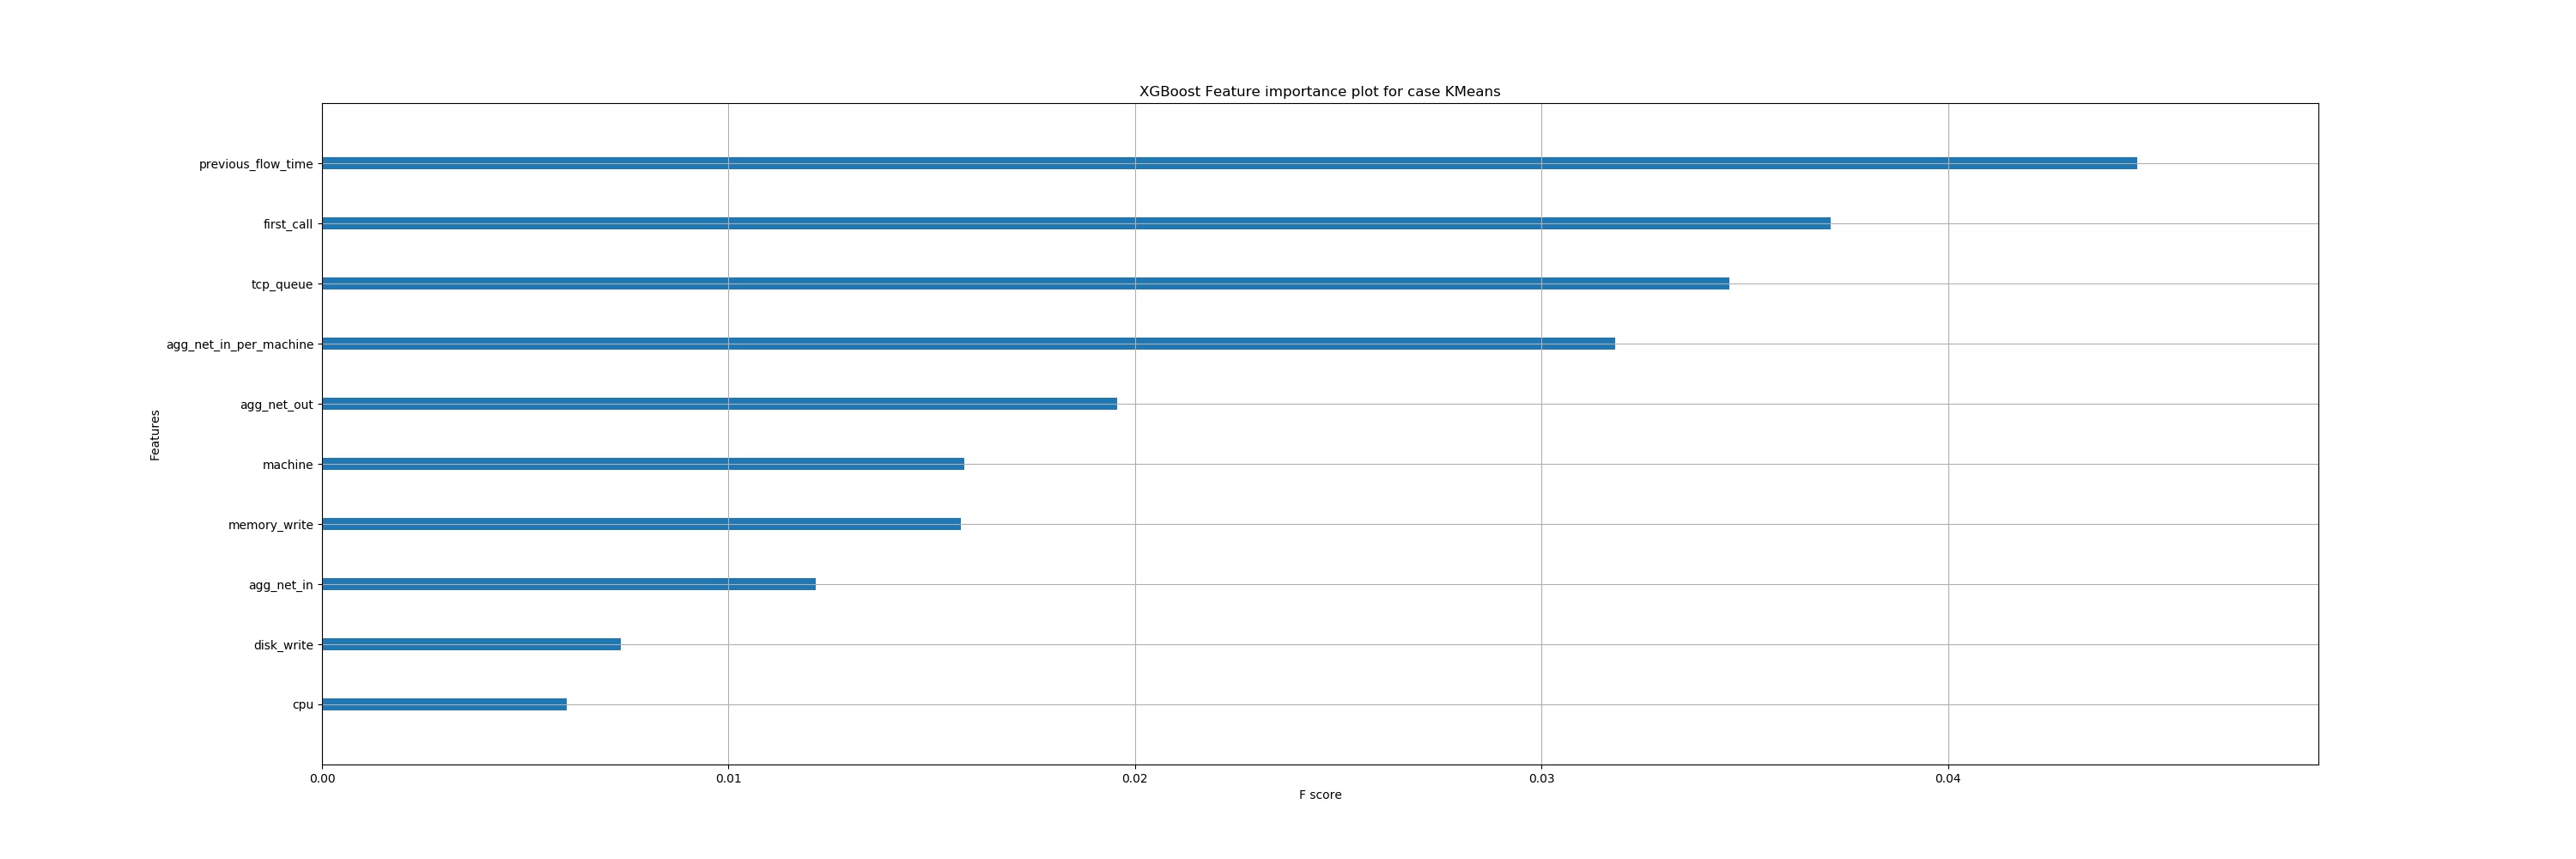 XGBoost Feature importance plot for case KMeans
previous_flow_time
first_call
tcp_queue
agg_net_in_per_machine
agg_net_out
machine
memory_write
agg_net_in
disk_write
cpu
Features
0.00 0.01 0.02 0.03 0.04
F score